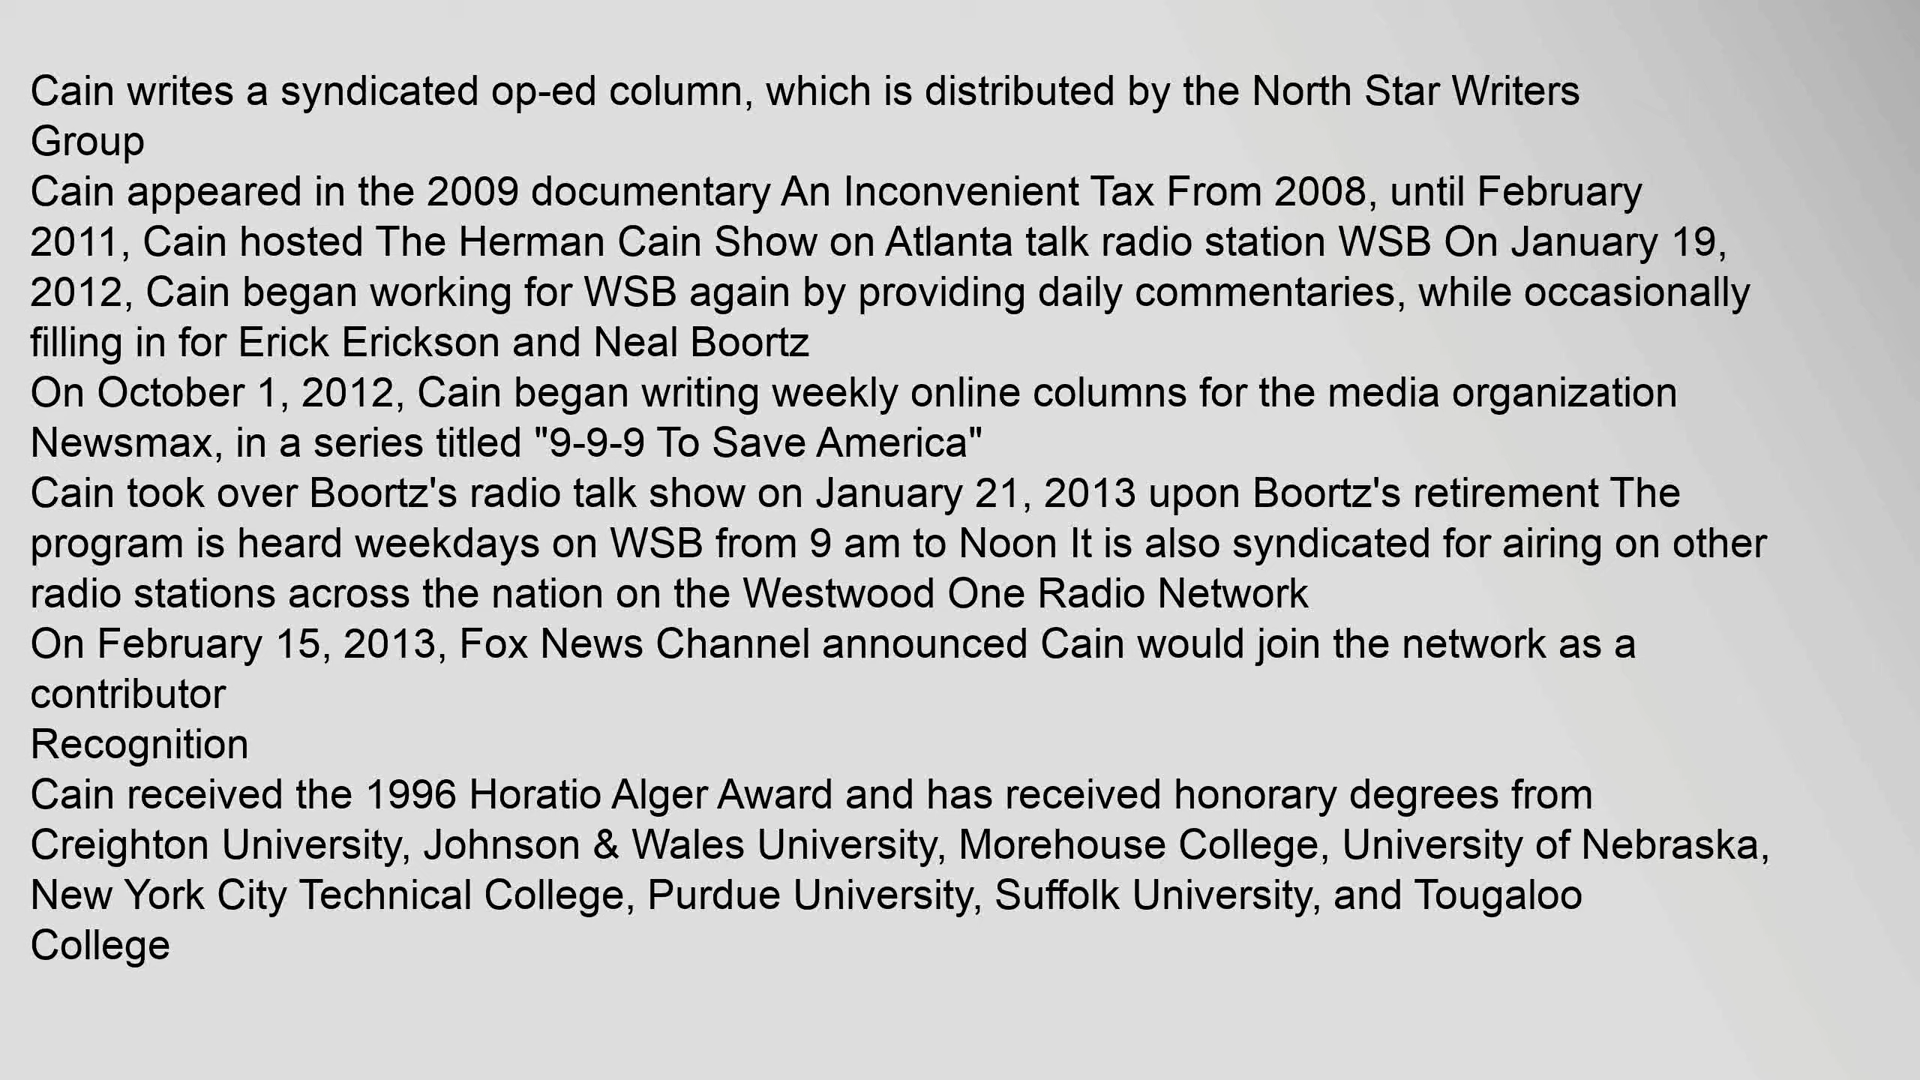 Cain writes a syndicated op-ed column, which is distributed by the North Star Writers
Group
Cain appeared in the 2009 documentary An Inconvenient Tax From 2008, until February
2011, Cain hosted The Herman Cain Show on Atlanta talk radio station WSB On January 19,
2012, Cain began working for WSB again by providing daily commentaries, while occasionally
filling in for Erick Erickson and Neal Boortz
On October 1, 2012, Cain began writing weekly online columns for the media organization
Newsmax, in a series titled "9-9-9 To Save America"
Cain took over Boortz's radio talk show on January 21, 2013 upon Boortz's retirement The
program is heard weekdays on WSB from 9 am to Noon It is also syndicated for airing on other
radio stations across the nation on the Westwood One Radio Network
On February 15, 2013, Fox News Channel announced Cain would join the network as a
contributor
Recognition
Cain received the 1996 Horatio Alger Award and has received honorary degrees from
Creighton University, Johnson & Wales University, Morehouse College, University of Nebraska,
New York City Technical College, Purdue University, Suffolk University, and Tougaloo
College